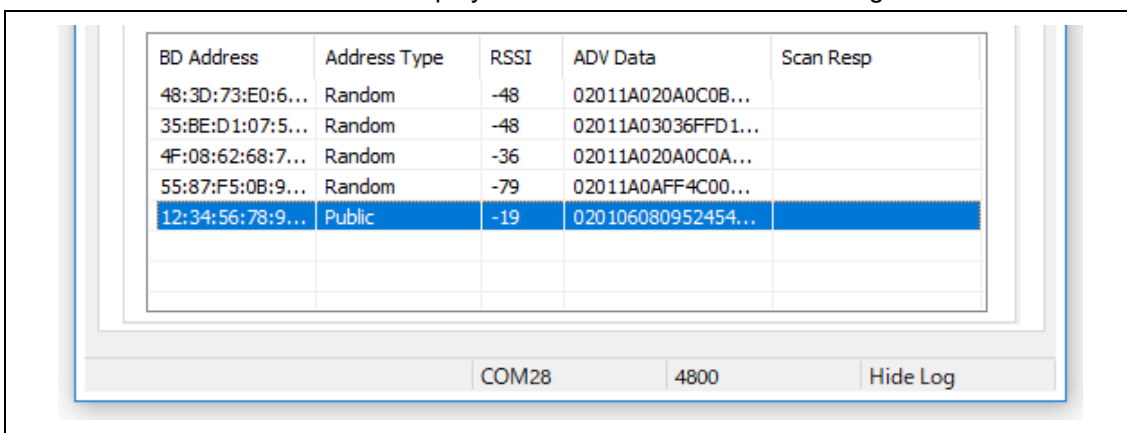 BD Address Address Type RSSI ADV Data Scan Resp
48:3D:73:E0:6... Random -48 02011A020A0C0B...
35:BE:D1:07:5... Random -48 02011A03036FFD1...
4F:08:62:68:7... Random -36 02011A020A0C0A...
55:87:F5:0B:9... Random -79 02011A0AFF4C00...
12:34:56:78:9... Public -19 020106080952454...
COM28 4800 Hide Log